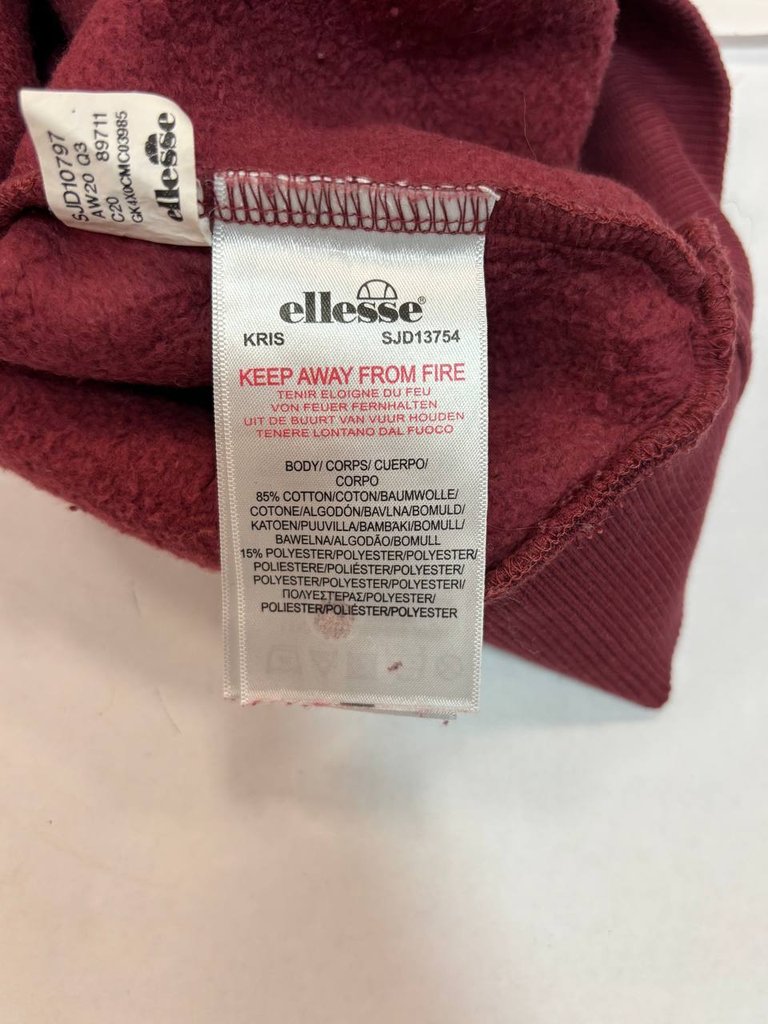 SJD10797
AW20 Q3
C20 89711
GK4X0CMC03985
ellesse
ellesse®
KRIS SJD13754
KEEP AWAY FROM FIRE
TENIR ELOIGNE DU FEU
VON FEUER FERNHALTEN
UIT DE BUURT VAN VUUR HOUDEN
TENERE LONTANO DAL FUOCO
BODY/ CORPS/ CUERPO/
CORPO
85% COTTON/COTON/BAUMWOLLE/
COTONE/ALGODÓN/BAVLNA/BOMULD/
KATOEN/PUUVILLA/BAMBAKI/BOMULL/
BAWELNA/ALGODÃO/BOMULL
15% POLYESTER/POLYESTER/POLYESTER/
POLIESTERE/POLIÉSTER/POLYESTER/
POLYESTER/POLYESTER/POLYESTERI/
ΠΟΛΥΕΣΤΕΡΑΣ/POLYESTER/
POLIESTER/POLIÉSTER/POLYESTER